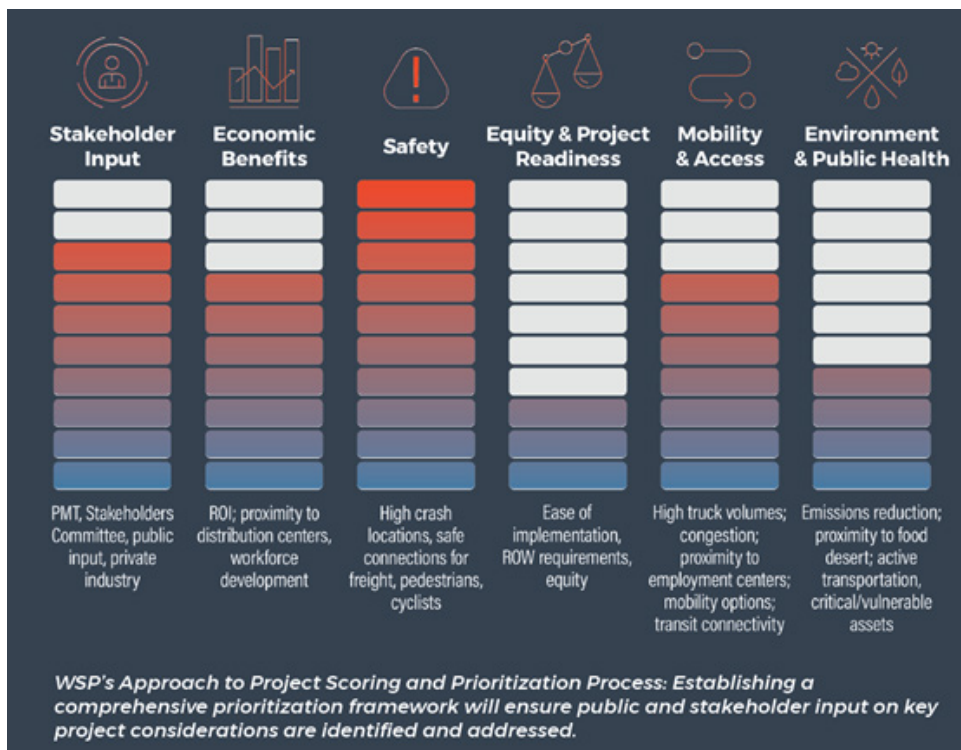 Stakeholder
Input
Economic
Benefits
Safety
Equity & Project
Readiness
Mobility
& Access
Environment
& Public Health
PMT, Stakeholders
Committee, public
input, private
industry
ROI; proximity to
distribution centers,
workforce
development
High crash
locations, safe
connections for
freight, pedestrians,
cyclists
Ease of
implementation,
ROW requirements,
equity
High truck volumes;
congestion;
proximity to
employment centers;
mobility options;
transit connectivity
Emissions reduction;
proximity to food
desert; active
transportation,
critical/vulnerable
assets
WSP's Approach to Project Scoring and Prioritization Process: Establishing a
comprehensive prioritization framework will ensure public and stakeholder input on key
project considerations are identified and addressed.